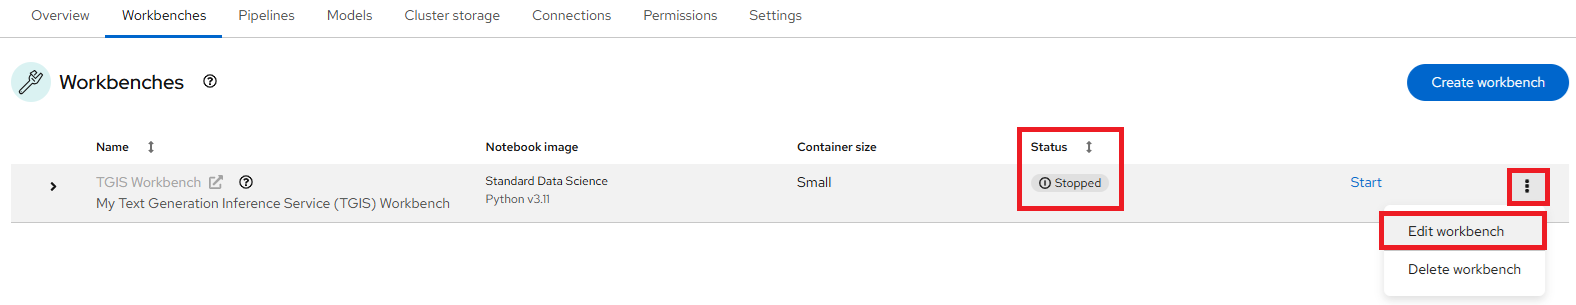 Overview Workbenches Pipelines Models Cluster storage Connections Permissions Settings
Workbenches
Create workbench
Name Notebook image Container size Status
TGIS Workbench Standard Data Science Small Stopped Start
My Text Generation Inference Service (TGIS) Workbench Python v3.11
Edit workbench
Delete workbench